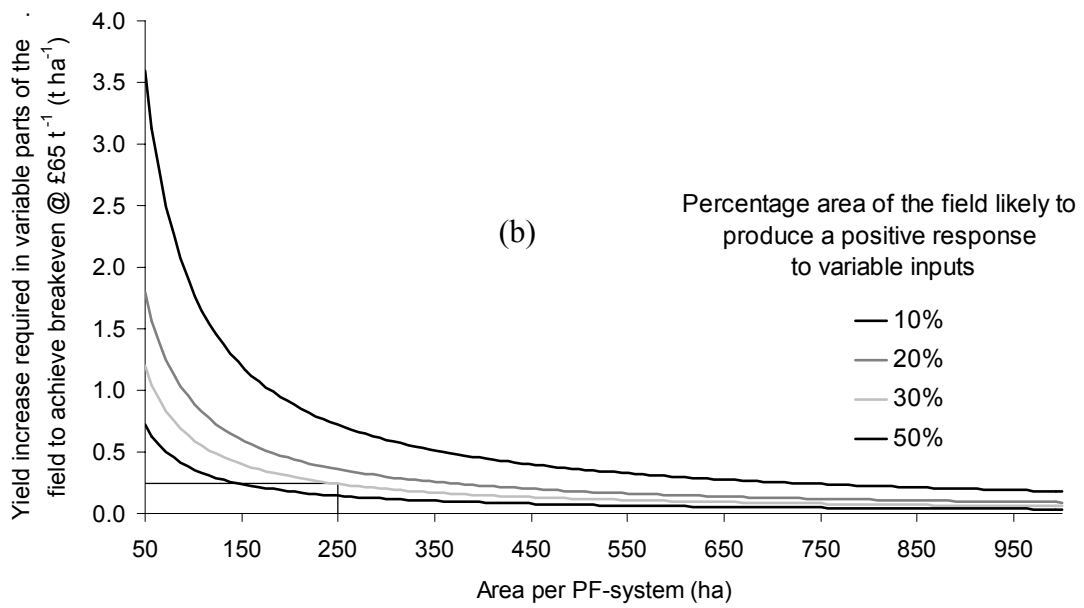 Yield increase required in variable parts of the .
field to achieve breakeven @ £65 t⁻¹ (t ha⁻¹)
4.0
3.5
3.0
2.5
2.0
1.5
1.0
0.5
0.0
(b)
Percentage area of the field likely to
produce a positive response
to variable inputs
10%
20%
30%
50%
50 150 250 350 450 550 650 750 850 950
Area per PF-system (ha)